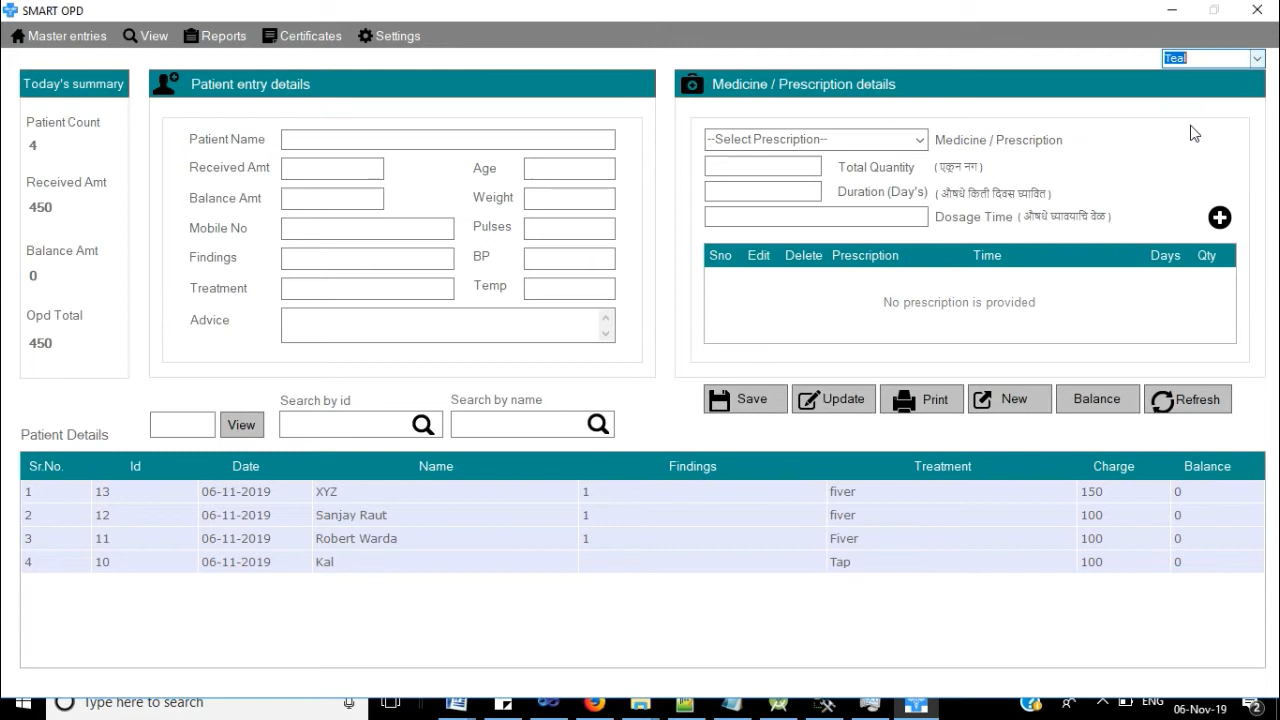 SMART OPD
Master entries View Reports Certificates Settings
Teal
Today's summary
Patient Count
4
Received Amt
450
Balance Amt
0
Opd Total
450
Patient entry details
Patient Name
Received Amt Age
Balance Amt Weight
Mobile No Pulses
Findings BP
Treatment Temp
Advice
Medicine / Prescription details
--Select Prescription-- Medicine / Prescription
Total Quantity (एकून नग)
Duration (Day's) (औषधे किती दिवस घ्यावित)
Dosage Time (औषधे घ्यावयाचि वेळ)
Sno Edit Delete Prescription Time Days Qty
No prescription is provided
Save Update Print New Balance Refresh
Search by id Search by name
View
Patient Details
Sr.No. Id Date Name Findings Treatment Charge Balance
1 13 06-11-2019 XYZ 1 fiver 150 0
2 12 06-11-2019 Sanjay Raut 1 fiver 100 0
3 11 06-11-2019 Robert Warda 1 Fiver 100 0
4 10 06-11-2019 Kal Tap 100 0
Type here to search
06-Nov-19 2